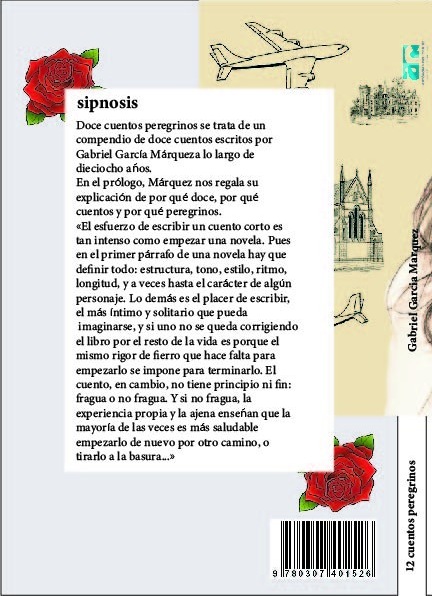 sipnosis
Doce cuentos peregrinos se trata de un
compendio de doce cuentos escritos por
Gabriel García Márqueza lo largo de
dieciocho años.
En el prólogo, Márquez nos regala su
explicación de por qué doce, por qué
cuentos y por qué peregrinos.
«El esfuerzo de escribir un cuento corto es
tan intenso como empezar una novela. Pues
en el primer párrafo de una novela hay que
definir todo: estructura, tono, estilo, ritmo,
longitud, y a veces hasta el carácter de algún
personaje. Lo demás es el placer de escribir,
el más íntimo y solitario que pueda
imaginarse, y si uno no se queda corrigiendo
el libro por el resto de la vida es porque el
mismo rigor de fierro que hace falta para
empezarlo se impone para terminarlo. El
cuento, en cambio, no tiene principio ni fin:
fragua o no fragua. Y si no fragua, la
experiencia propia y la ajena enseñan que la
mayoría de las veces es más saludable
empezarlo de nuevo por otro camino, o
tirarlo a la basura...»
Gabriel Garcia Marquez
12 cuentos peregrinos
9 780307 401526